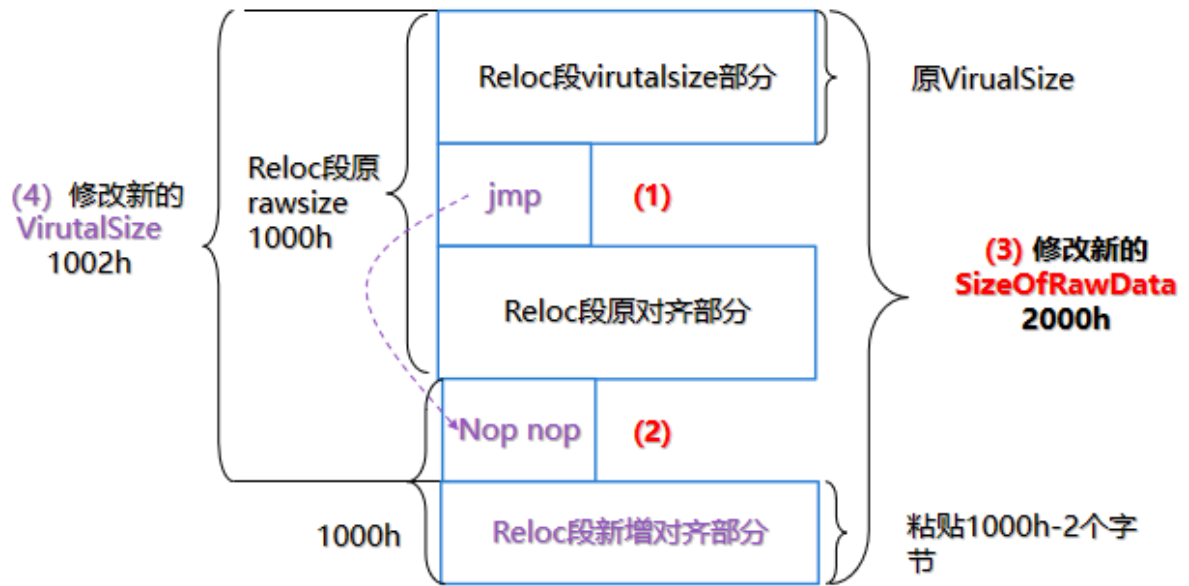 Reloc段virutalsize部分
原VirualSize
Reloc段原
rawsize
1000h
jmp
(1)
(4) 修改新的
VirutalSize
1002h
(3) 修改新的
SizeOfRawData
2000h
Reloc段原对齐部分
Nop nop
(2)
1000h
Reloc段新增对齐部分
粘贴1000h-2个字
节